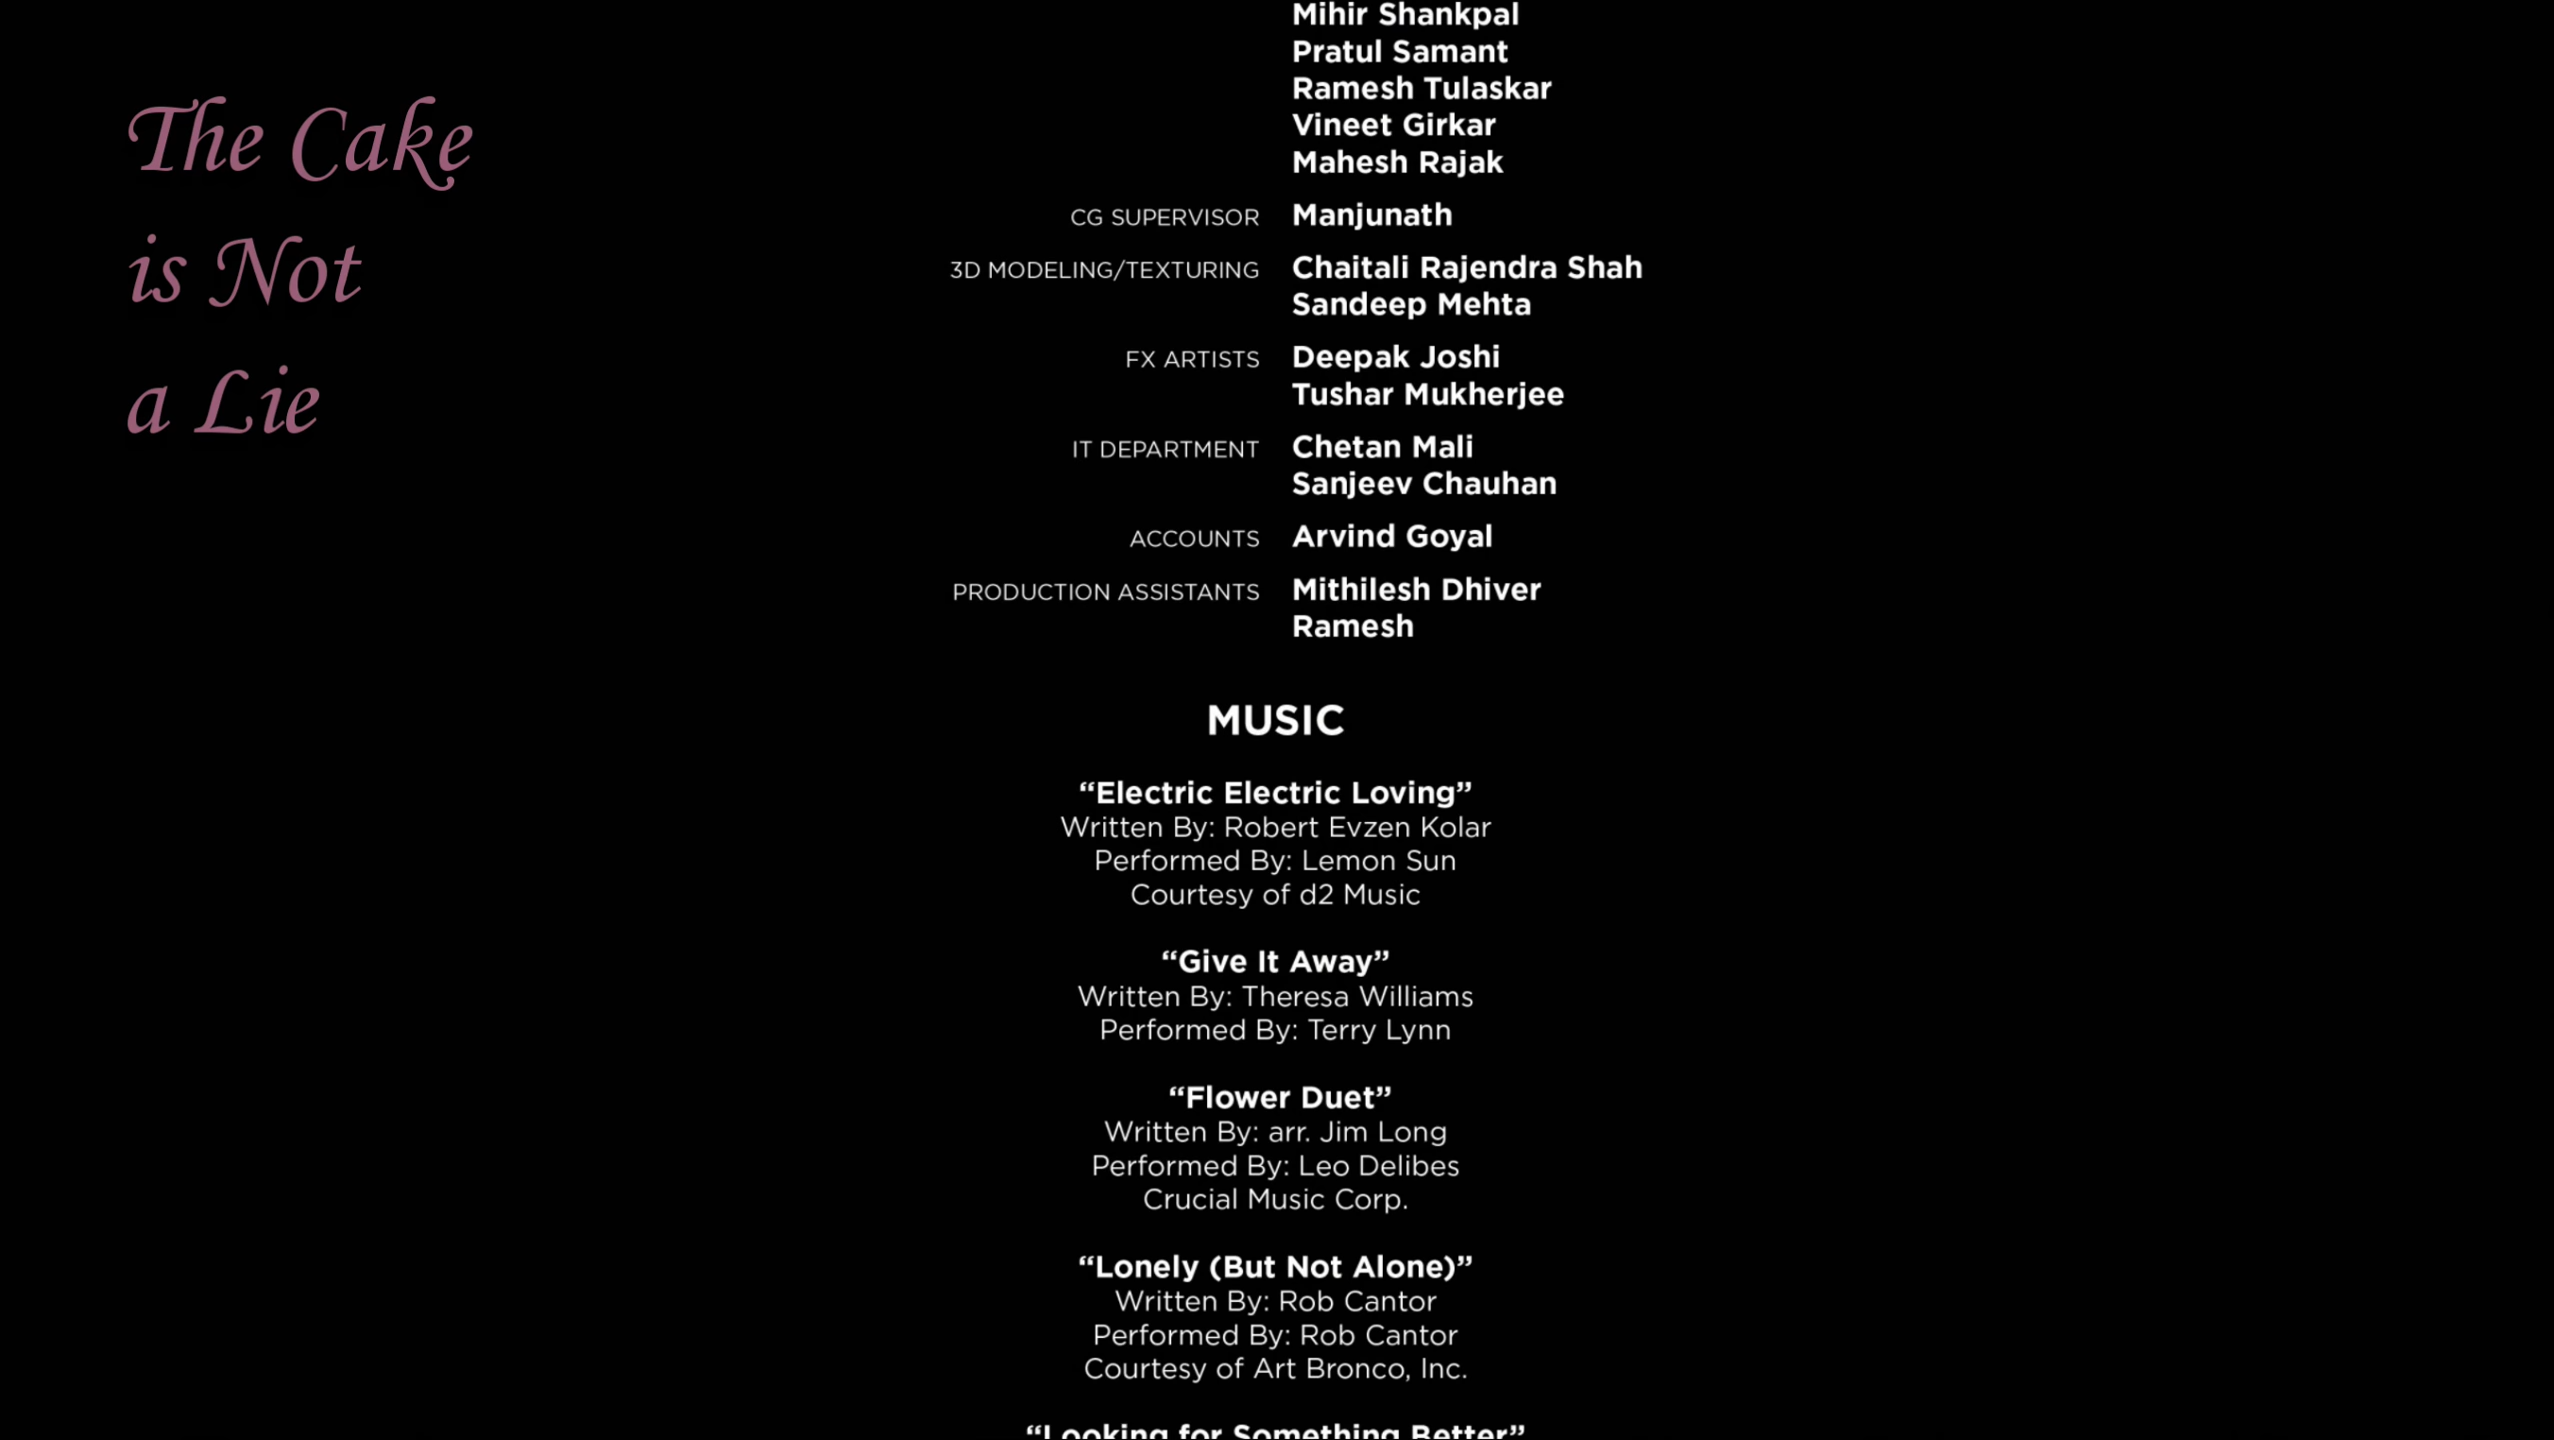 The Cake
is Not
a Lie
Mihir Shankpal
Pratul Samant
Ramesh Tulaskar
Vineet Girkar
Mahesh Rajak
CG SUPERVISOR Manjunath
3D MODELING/TEXTURING Chaitali Rajendra Shah
Sandeep Mehta
FX ARTISTS Deepak Joshi
Tushar Mukherjee
IT DEPARTMENT Chetan Mali
Sanjeev Chauhan
ACCOUNTS Arvind Goyal
PRODUCTION ASSISTANTS Mithilesh Dhiver
Ramesh
MUSIC
“Electric Electric Loving”
Written By: Robert Evzen Kolar
Performed By: Lemon Sun
Courtesy of d2 Music
“Give It Away”
Written By: Theresa Williams
Performed By: Terry Lynn
“Flower Duet”
Written By: arr. Jim Long
Performed By: Leo Delibes
Crucial Music Corp.
“Lonely (But Not Alone)”
Written By: Rob Cantor
Performed By: Rob Cantor
Courtesy of Art Bronco, Inc.
“Looking for Something Better”